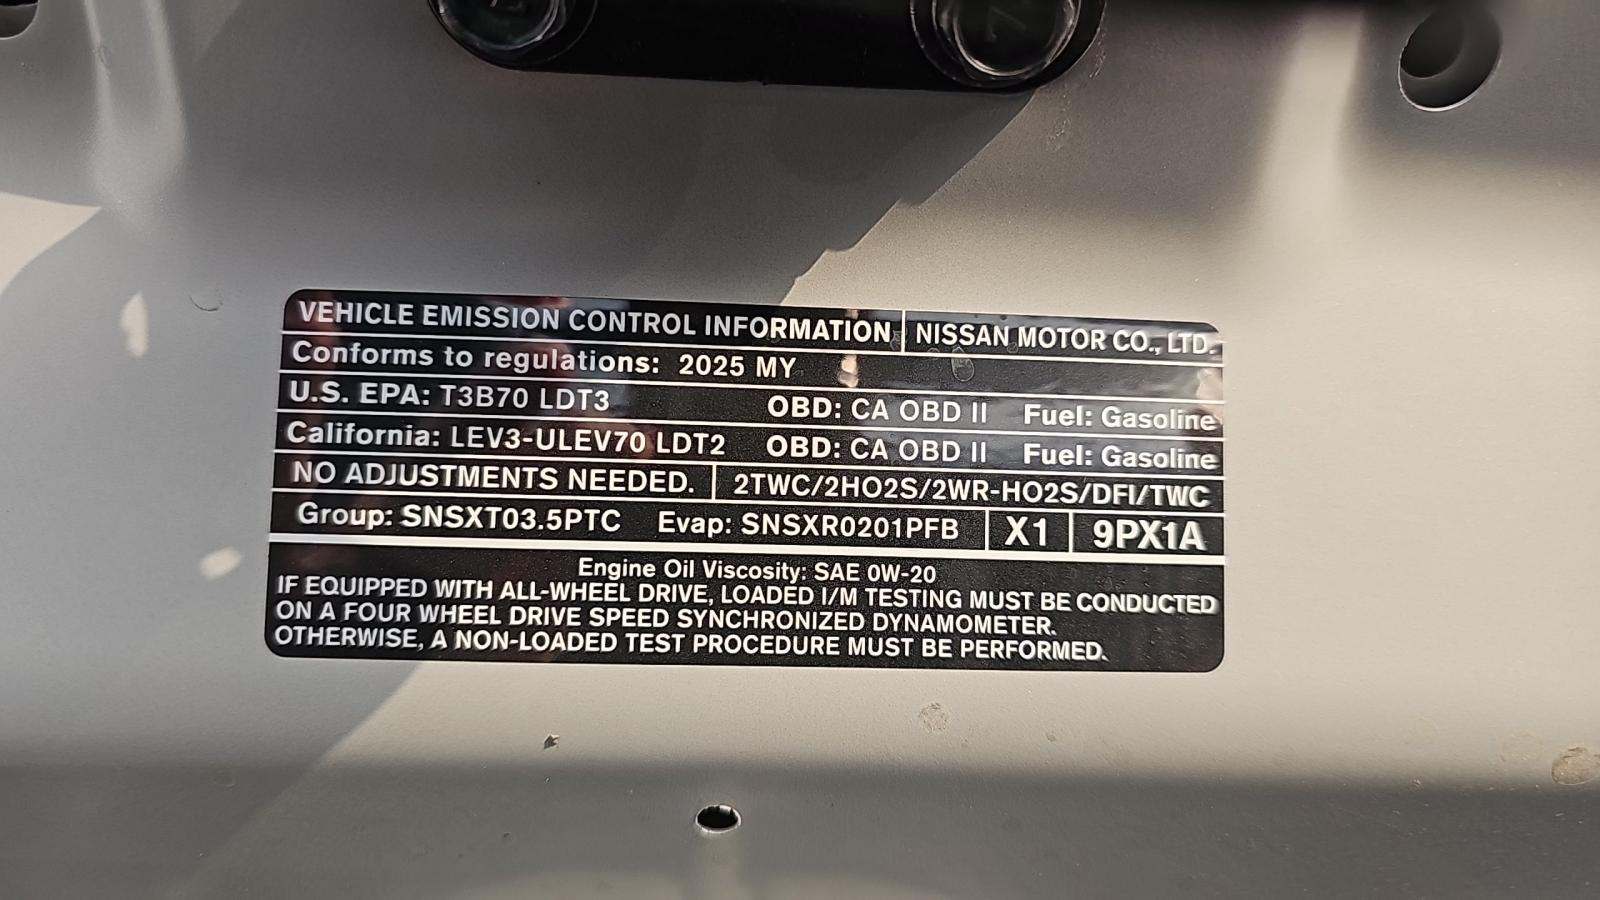 VEHICLE EMISSION CONTROL INFORMATION NISSAN MOTOR CO., LTD.
Conforms to regulations: 2025 MY
U.S. EPA: T3B70 LDT3 OBD: CA OBD II Fuel: Gasoline
California: LEV3-ULEV70 LDT2 OBD: CA OBD II Fuel: Gasoline
NO ADJUSTMENTS NEEDED. 2TWC/2HO2S/2WR-HO2S/DFI/TWC
Group: SNSXT03.5PTC Evap: SNSXR0201PFB X1 9PX1A
Engine Oil Viscosity: SAE 0W-20
IF EQUIPPED WITH ALL-WHEEL DRIVE, LOADED I/M TESTING MUST BE CONDUCTED
ON A FOUR WHEEL DRIVE SPEED SYNCHRONIZED DYNAMOMETER.
OTHERWISE, A NON-LOADED TEST PROCEDURE MUST BE PERFORMED.